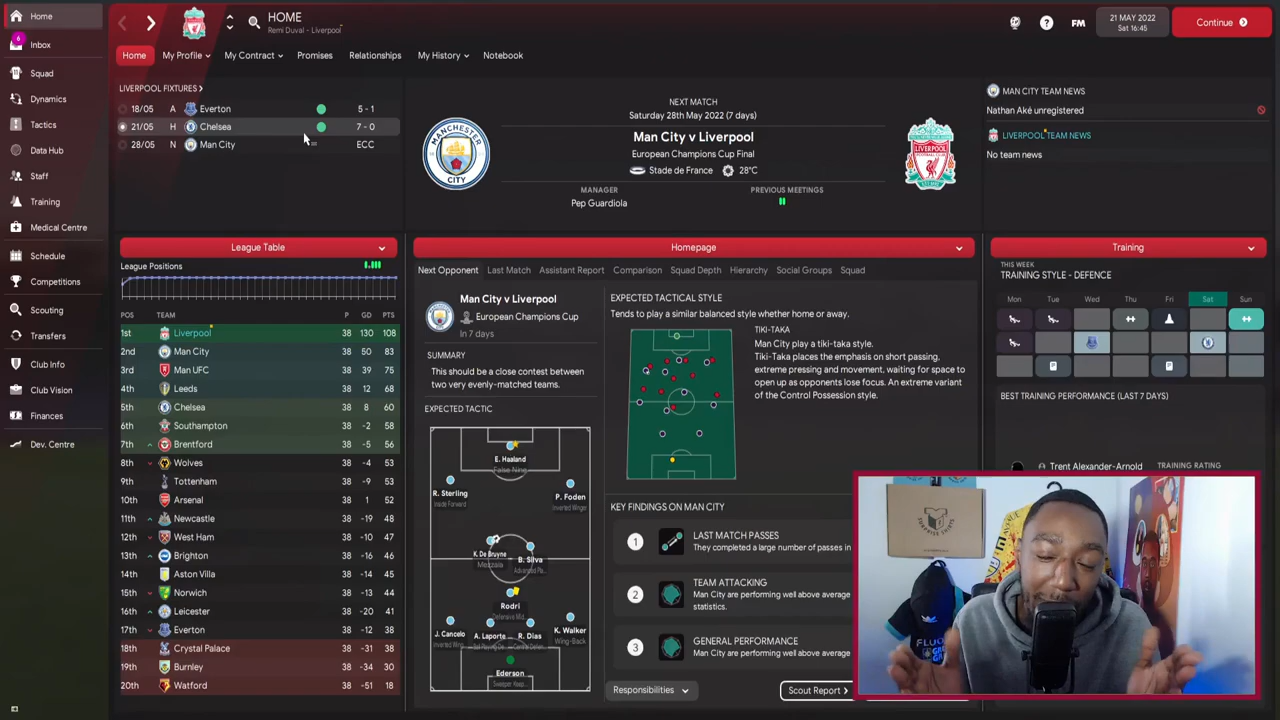 Home
6
Inbox
Squad
Dynamics
Tactics
Data Hub
Staff
Training
Medical Centre
Schedule
Competitions
Scouting
Transfers
Club Info
Club Vision
Finances
Dev. Centre
HOME
Remi Duval - Liverpool
?
FM
21 MAY 2022
Sat 16:45
Continue
Home
My Profile
My Contract
Promises
Relationships
My History
Notebook
LIVERPOOL FIXTURES
18/05 A Everton 5 - 1
21/05 H Chelsea 7 - 0
28/05 N Man City ECC
NEXT MATCH
Saturday 28th May 2022 (7 days)
Man City v Liverpool
European Champions Cup Final
Stade de France 28°C
MANAGER
Pep Guardiola
PREVIOUS MEETINGS
MANCHESTER
CITY
MAN CITY TEAM NEWS
Nathan Aké unregistered
LIVERPOOL TEAM NEWS
No team news
League Table
League Positions
POS TEAM PLD GD PTS
1st Liverpool 38 130 108
2nd Man City 38 50 83
3rd Man UFC 38 39 75
4th Leeds 38 12 68
5th Chelsea 38 8 60
6th Southampton 38 -2 58
7th Brentford 38 -5 56
8th Wolves 38 -4 53
9th Tottenham 38 -9 53
10th Arsenal 38 1 52
11th Newcastle 38 -19 48
12th West Ham 38 -10 47
13th Brighton 38 -16 46
14th Aston Villa 38 -14 45
15th Norwich 38 -13 44
16th Leicester 38 -20 41
17th Everton 38 -12 38
18th Crystal Palace 38 -31 38
19th Burnley 38 -34 30
20th Watford 38 -51 18
Homepage
Next Opponent
Last Match
Assistant Report
Comparison
Squad Depth
Hierarchy
Social Groups
Squad
Man City v Liverpool
European Champions Cup
In 7 days
SUMMARY
This should be a close contest between
two very evenly-matched teams.
EXPECTED TACTIC
E. Haaland
False Nine
R. Sterling
Inside Forward
P. Foden
Inverted Winger
K. De Bruyne
Mezzala
B. Silva
Rodri
Defensive Mid
J. Cancelo
A. Laporte
R. Dias
K. Walker
Wing-Back
Ederson
EXPECTED TACTICAL STYLE
Tends to play a similar balanced style whether home or away.
TIKI-TAKA
Man City play a tiki-taka style.
Tiki-Taka places the emphasis on short passing,
extreme pressing and movement, waiting for space
to open up as opponents lose focus. An extreme
variant of the Control Possession style.
KEY FINDINGS ON MAN CITY
1
LAST MATCH PASSES
They completed a large number of passes in
2
TEAM ATTACKING
Man City are performing well above average
statistics.
3
GENERAL PERFORMANCE
Man City are performing well above average
Responsibilities
Scout Report
Training
THIS WEEK
TRAINING STYLE - DEFENCE
Mon Tue Wed Thu Fri Sat Sun
P P
BEST TRAINING PERFORMANCE (LAST 7 DAYS)
Trent Alexander-Arnold
TRAINING RATING